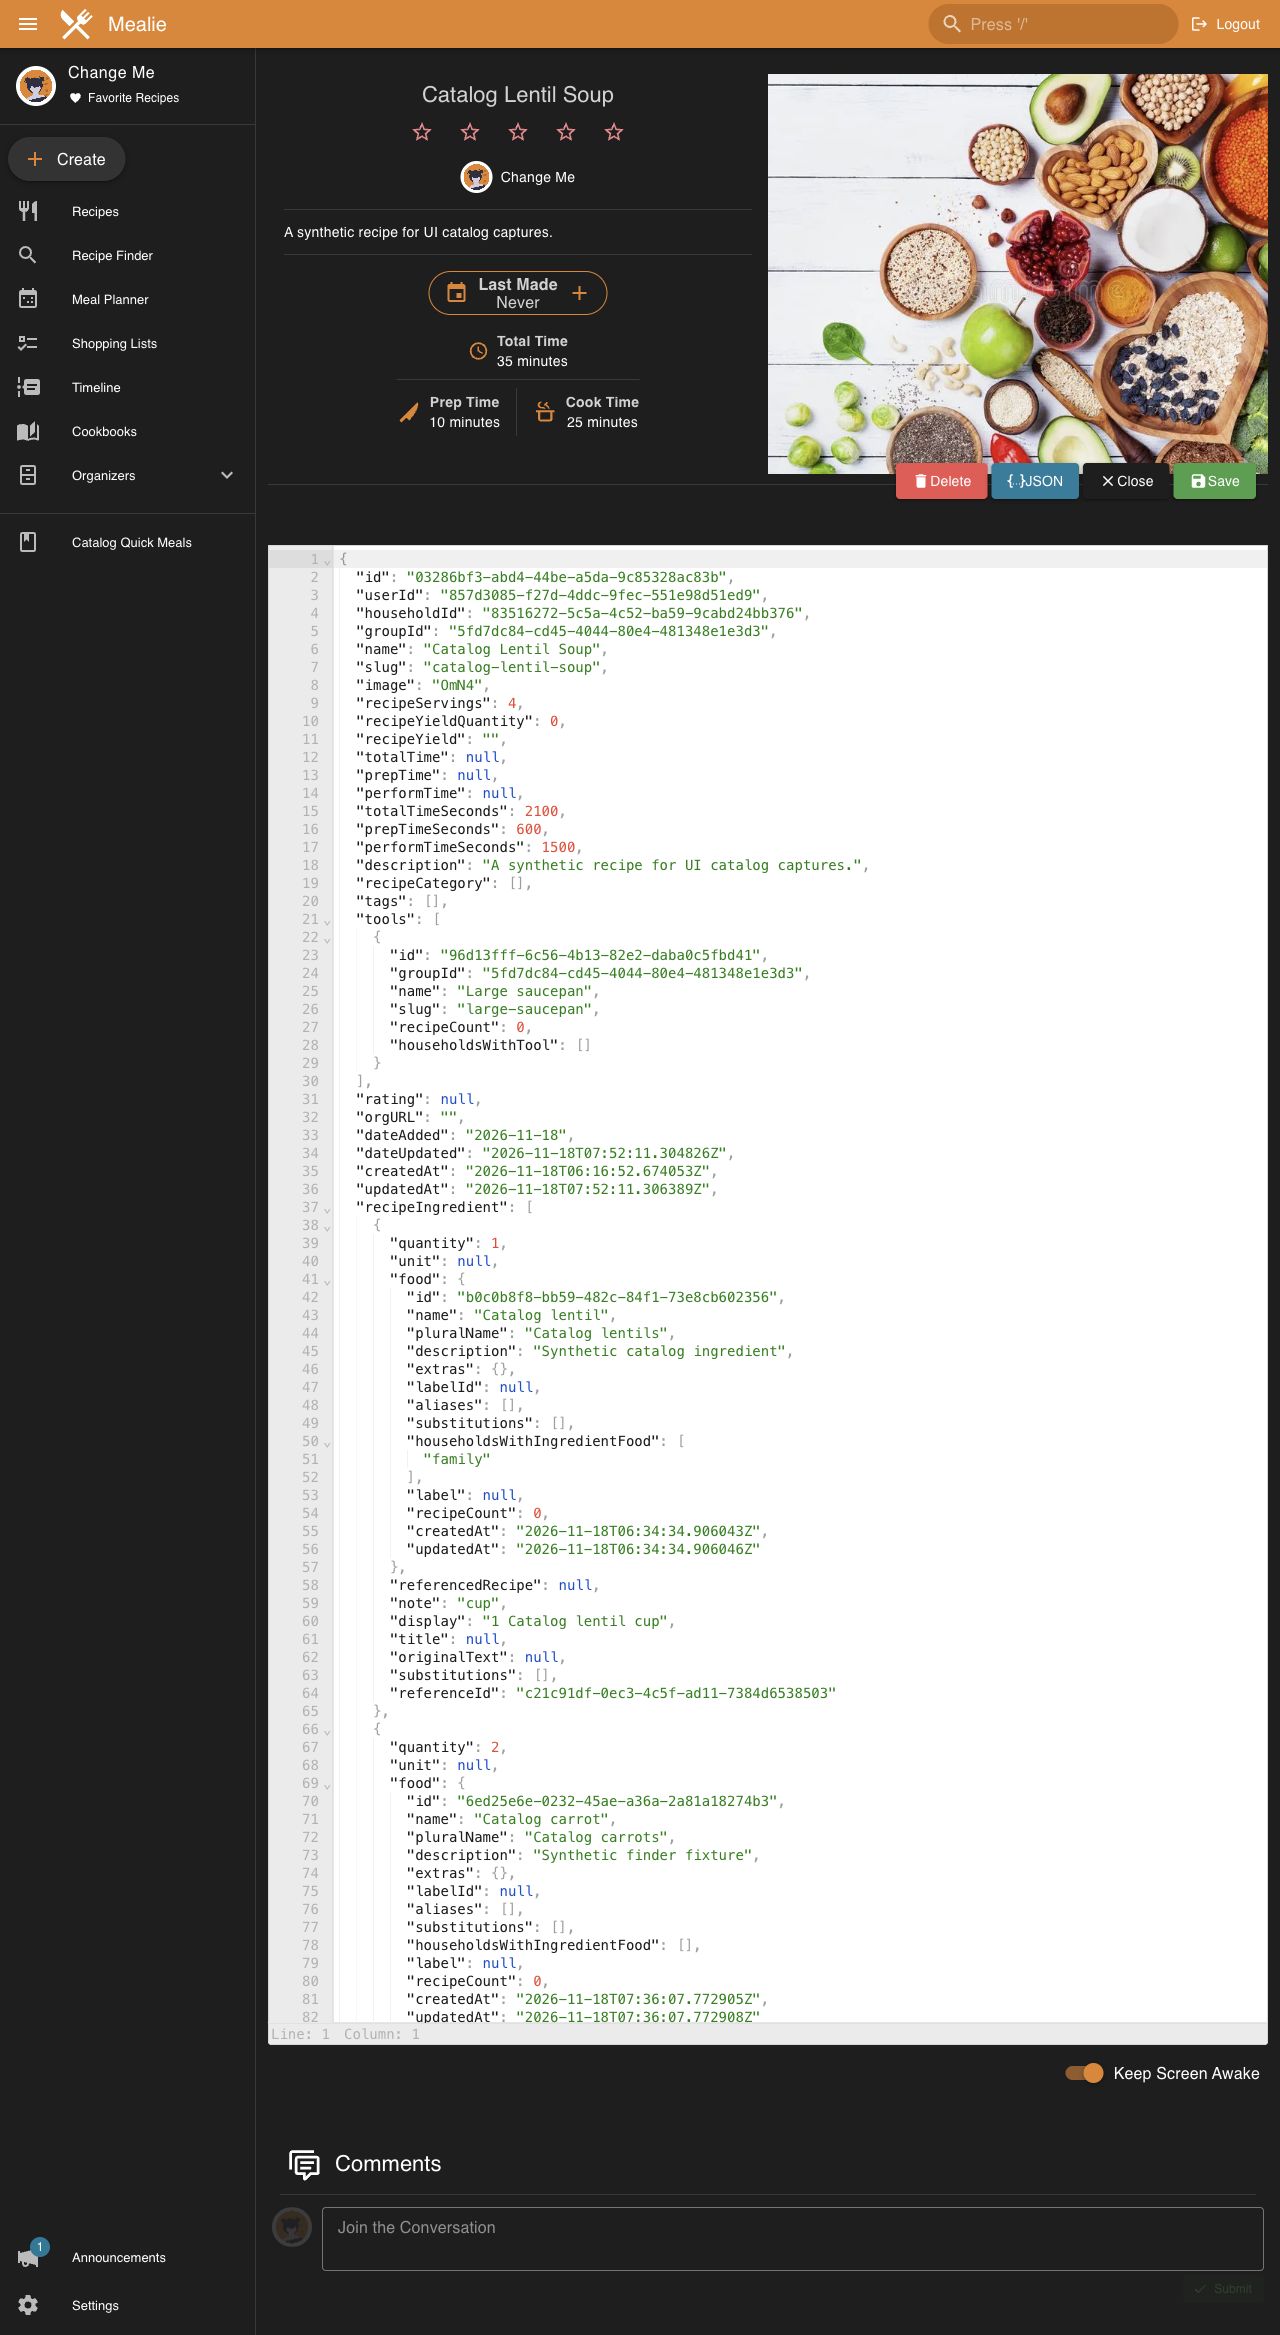 Mealie
Press '/'
Logout
Change Me
Favorite Recipes
Create
Recipes
Recipe Finder
Meal Planner
Shopping Lists
Timeline
Cookbooks
Organizers
Catalog Quick Meals
Catalog Lentil Soup
Change Me
A synthetic recipe for UI catalog captures.
Last Made
Never
Total Time
35 minutes
Prep Time
10 minutes
Cook Time
25 minutes
Delete
{..}JSON
Close
Save
1 {
2 "id": "03286bf3-abd4-44be-a5da-9c85328ac83b",
3 "userId": "857d3085-f27d-4ddc-9fec-551e98d51ed9",
4 "householdId": "83516272-5c5a-4c52-ba59-9cabd24bb376",
5 "groupId": "5fd7dc84-cd45-4044-80e4-481348e1e3d3",
6 "name": "Catalog Lentil Soup",
7 "slug": "catalog-lentil-soup",
8 "image": "OmN4",
9 "recipeServings": 4,
10 "recipeYieldQuantity": 0,
11 "recipeYield": "",
12 "totalTime": null,
13 "prepTime": null,
14 "performTime": null,
15 "totalTimeSeconds": 2100,
16 "prepTimeSeconds": 600,
17 "performTimeSeconds": 1500,
18 "description": "A synthetic recipe for UI catalog captures.",
19 "recipeCategory": [],
20 "tags": [],
21 "tools": [
22 {
23 "id": "96d13fff-6c56-4b13-82e2-daba0c5fbd41",
24 "groupId": "5fd7dc84-cd45-4044-80e4-481348e1e3d3",
25 "name": "Large saucepan",
26 "slug": "large-saucepan",
27 "recipeCount": 0,
28 "householdsWithTool": []
29 }
30 ],
31 "rating": null,
32 "orgURL": "",
33 "dateAdded": "2026-11-18",
34 "dateUpdated": "2026-11-18T07:52:11.304826Z",
35 "createdAt": "2026-11-18T06:16:52.674053Z",
36 "updatedAt": "2026-11-18T07:52:11.306389Z",
37 "recipeIngredient": [
38 {
39 "quantity": 1,
40 "unit": null,
41 "food": {
42 "id": "b0c0b8f8-bb59-482c-84f1-73e8cb602356",
43 "name": "Catalog lentil",
44 "pluralName": "Catalog lentils",
45 "description": "Synthetic catalog ingredient",
46 "extras": {},
47 "labelId": null,
48 "aliases": [],
49 "substitutions": [],
50 "householdsWithIngredientFood": [
51 "family"
52 ],
53 "label": null,
54 "recipeCount": 0,
55 "createdAt": "2026-11-18T06:34:34.906043Z",
56 "updatedAt": "2026-11-18T06:34:34.906046Z"
57 },
58 "referencedRecipe": null,
59 "note": "cup",
60 "display": "1 Catalog lentil cup",
61 "title": null,
62 "originalText": null,
63 "substitutions": [],
64 "referenceId": "c21c91df-0ec3-4c5f-ad11-7384d6538503"
65 },
66 {
67 "quantity": 2,
68 "unit": null,
69 "food": {
70 "id": "6ed25e6e-0232-45ae-a36a-2a81a18274b3",
71 "name": "Catalog carrot",
72 "pluralName": "Catalog carrots",
73 "description": "Synthetic finder fixture",
74 "extras": {},
75 "labelId": null,
76 "aliases": [],
77 "substitutions": [],
78 "householdsWithIngredientFood": [],
79 "label": null,
80 "recipeCount": 0,
81 "createdAt": "2026-11-18T07:36:07.772905Z",
82 "updatedAt": "2026-11-18T07:36:07.772908Z"
Line: 1 Column: 1
Keep Screen Awake
Comments
Join the Conversation
Submit
1
Announcements
Settings